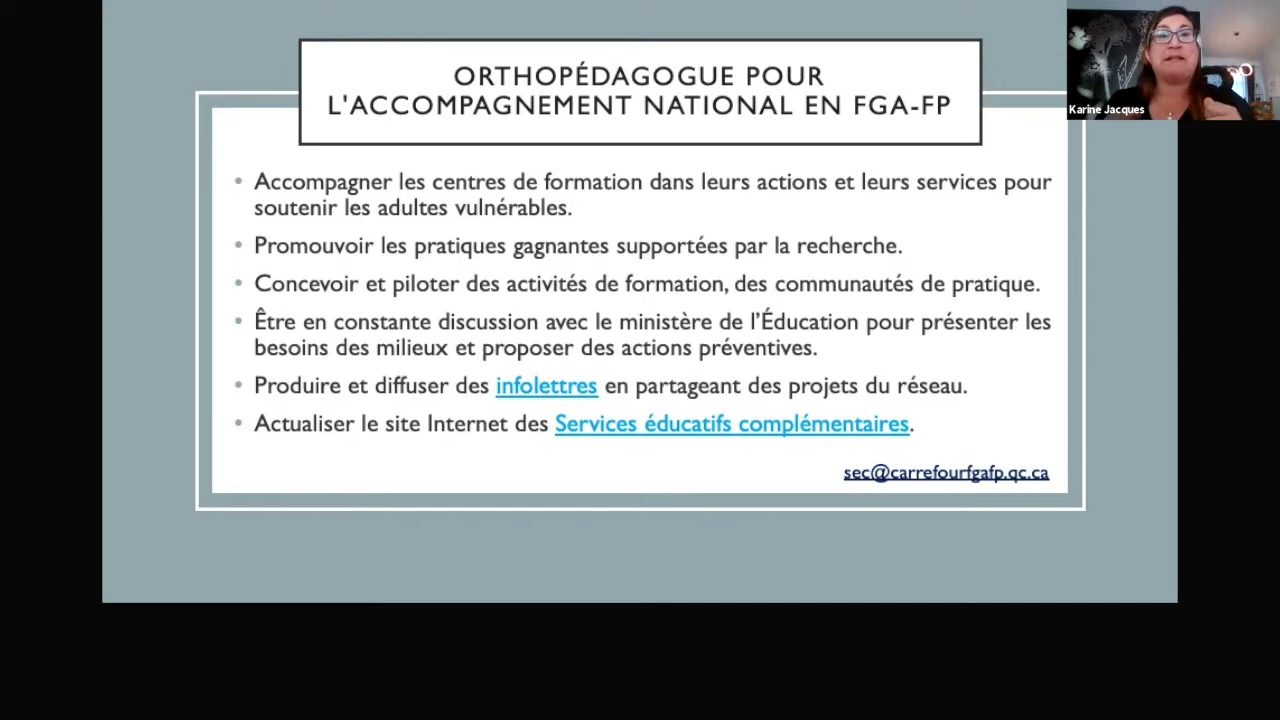 ORTHOPÉDAGOGUE POUR
L'ACCOMPAGNEMENT NATIONAL EN FGA-FP
Karine Jacques
• Accompagner les centres de formation dans leurs actions et leurs services pour
soutenir les adultes vulnérables.
• Promouvoir les pratiques gagnantes supportées par la recherche.
• Concevoir et piloter des activités de formation, des communautés de pratique.
• Être en constante discussion avec le ministère de l’Éducation pour présenter les
besoins des milieux et proposer des actions préventives.
• Produire et diffuser des infolettres en partageant des projets du réseau.
• Actualiser le site Internet des Services éducatifs complémentaires.
sec@carrefourfgafp.qc.ca